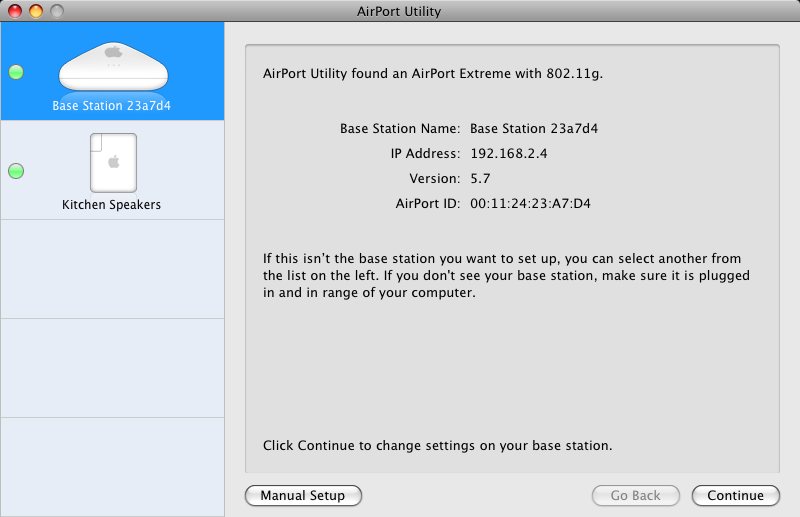 AirPort Utility
Base Station 23a7d4
Kitchen Speakers
AirPort Utility found an AirPort Extreme with 802.11g.
Base Station Name: Base Station 23a7d4
IP Address: 192.168.2.4
Version: 5.7
AirPort ID: 00:11:24:23:A7:D4
If this isn’t the base station you want to set up, you can select another from
the list on the left. If you don't see your base station, make sure it is plugged
in and in range of your computer.
Click Continue to change settings on your base station.
Manual Setup
Go Back
Continue